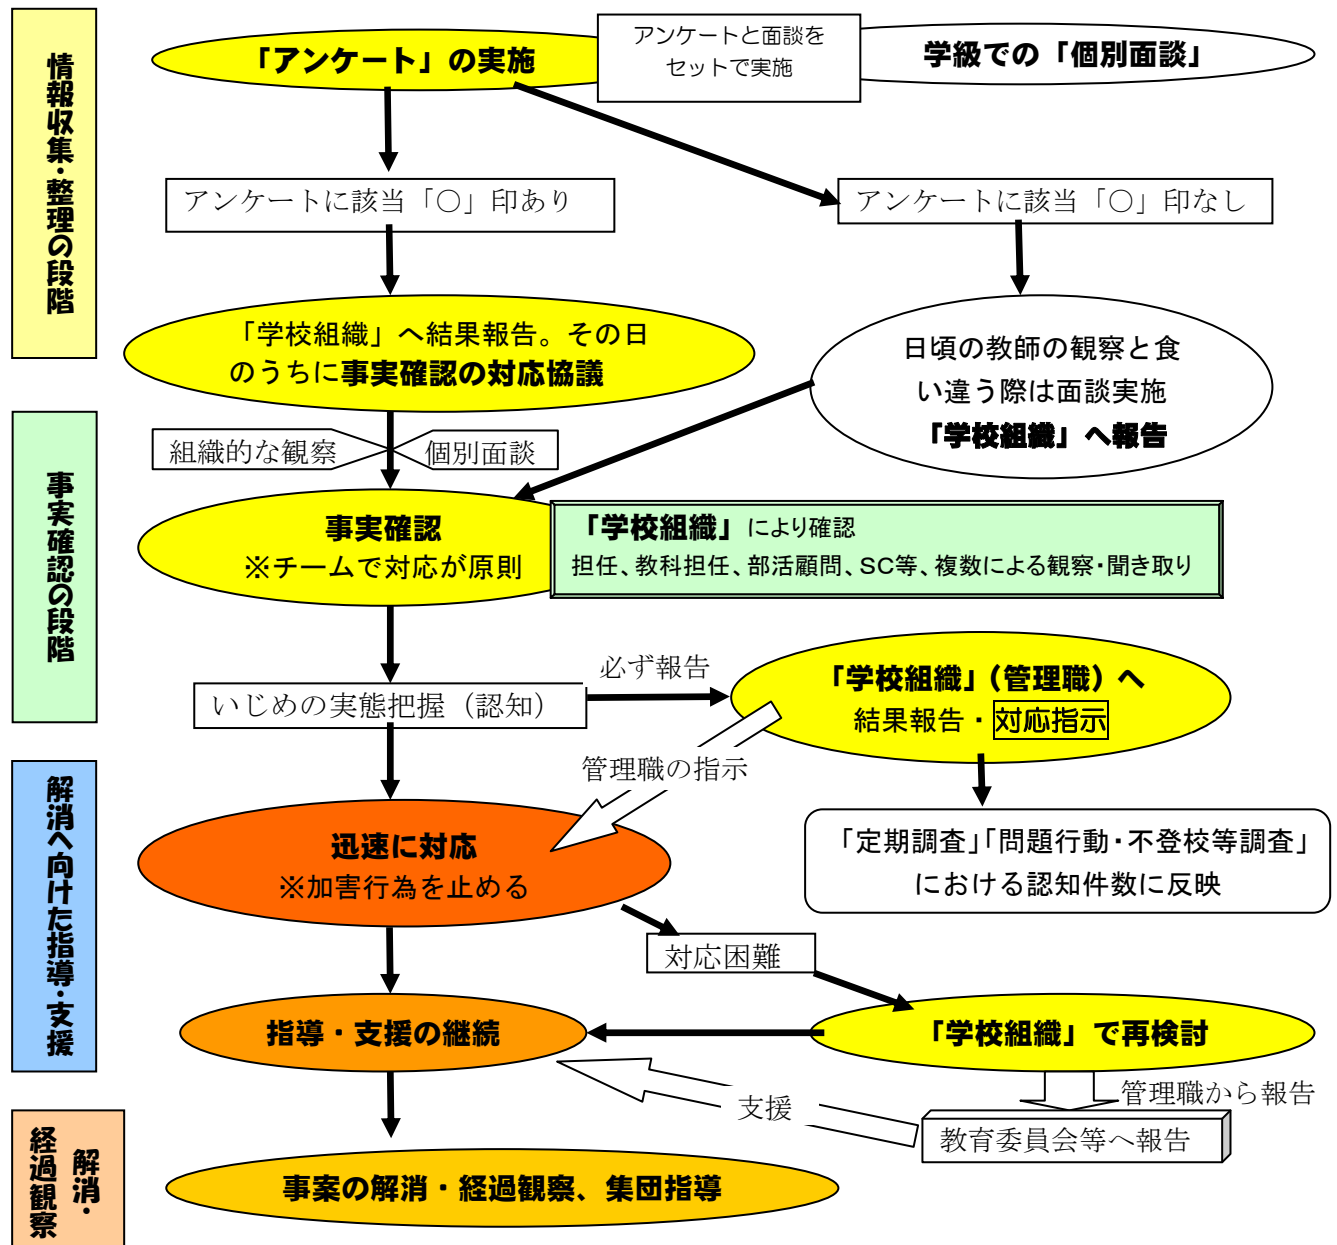 情報収集・整理の段階
「アンケート」の実施
アンケートと面談を
セットで実施
学級での「個別面談」
アンケートに該当「〇」印あり
アンケートに該当「〇」印なし
「学校組織」へ結果報告。その日
のうちに事実確認の対応協議
日頃の教師の観察と食
い違う際は面談実施
「学校組織」へ報告
事実確認の段階
組織的な観察
個別面談
事実確認
※チームで対応が原則
「学校組織」により確認
担任、教科担任、部活顧問、SC等、複数による観察・聞き取り
いじめの実態把握（認知）
必ず報告
「学校組織」（管理職）へ
結果報告・対応指示
管理職の指示
解消へ向けた指導・支援
迅速に対応
※加害行為を止める
「定期調査」「問題行動・不登校等調査」
における認知件数に反映
対応困難
指導・支援の継続
「学校組織」で再検討
支援
管理職から報告
教育委員会等へ報告
解消・
経過観察
事案の解消・経過観察、集団指導